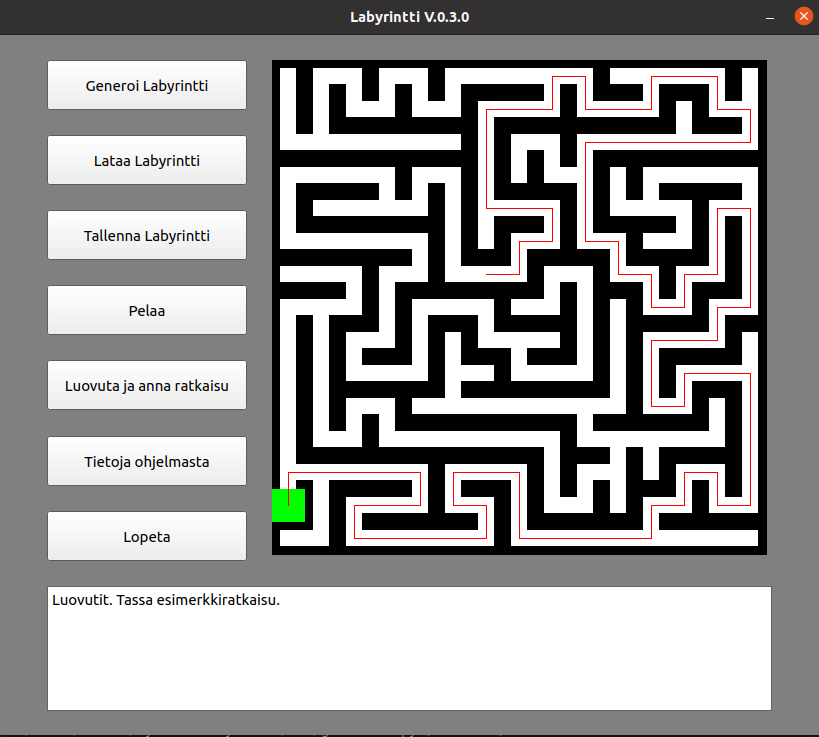 Labyrintti V.0.3.0
Generoi Labyrintti
Lataa Labyrintti
Tallenna Labyrintti
Pelaa
Luovuta ja anna ratkaisu
Tietoja ohjelmasta
Lopeta
Luovutit. Tassa esimerkkiratkaisu.